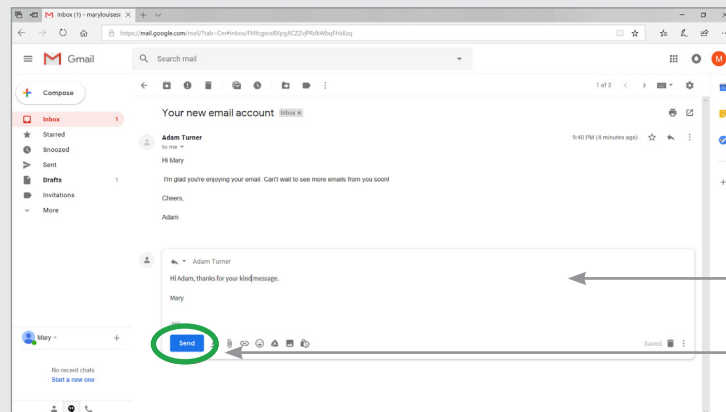 Inbox (1) - marylouisesr
https://mail.google.com/mail/?tab=Cm#inbox/FMfcgxwBXpgJlCZZvjPRdkWbqFHsKsq
Gmail
Search mail
M
Compose
1 of 2
Your new email account Inbox x
Inbox 1
Starred
Snoozed
Sent
Drafts 1
Invitations
More
Adam Turner 9:40 PM (4 minutes ago)
to me
Hi Mary
I'm glad you're enjoying your email. Can't wait to see more emails from you soon!
Cheers,
Adam
Adam Turner
Hi Adam, thanks for your kind message.
Mary
Send Saved
Mary
No recent chats
Start a new one